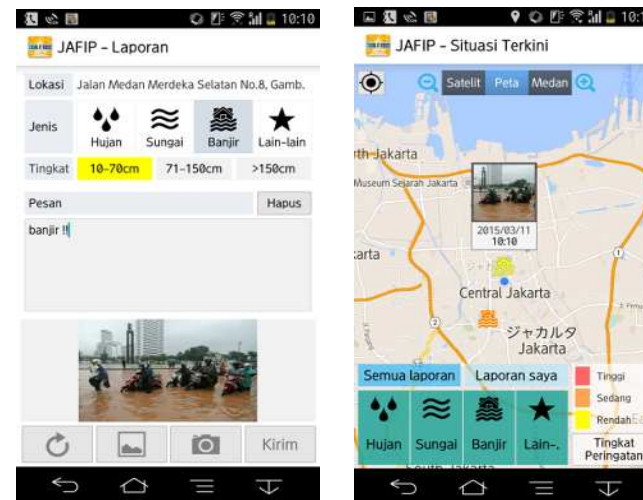 10:10
JAFIP – Laporan
Lokasi Jalan Medan Merdeka Selatan No.8, Gamb.
Jenis
Hujan Sungai Banjir Lain-lain
Tingkat 10-70cm 71-150cm >150cm
Pesan Hapus
banjir !!
Kirim
JAFIP – Situasi Terkini
Satelit Peta Medan
rth Jakarta
Museum Sejarah Jakarta
2015/03/11
10:10
karta
Central Jakarta
ジャカルタ
Jakarta
Semua laporan Laporan saya
Tinggi
Sedang
Rendah
Hujan Sungai Banjir Lain-.
Tingkat
Peringatan